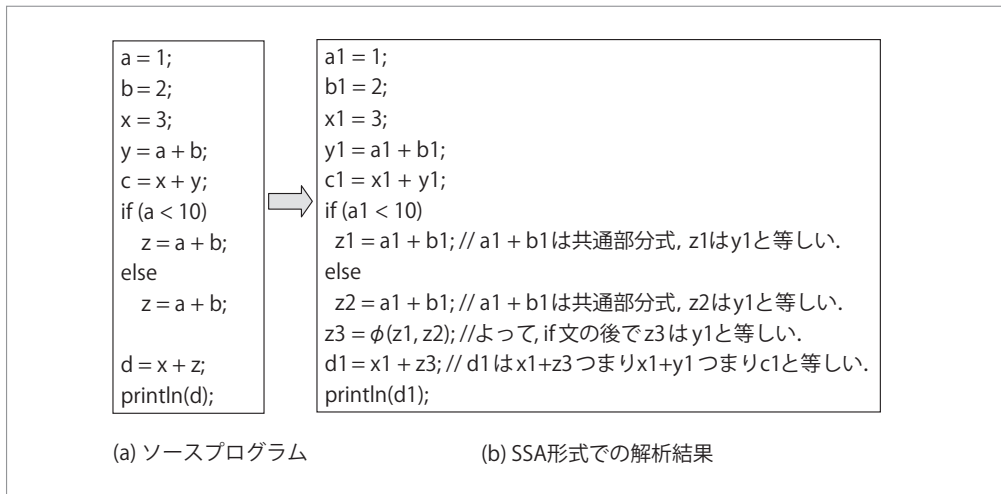 a = 1;
b = 2;
x = 3;
y = a + b;
c = x + y;
if (a < 10)
z = a + b;
else
z = a + b;
d = x + z;
println(d);
a1 = 1;
b1 = 2;
x1 = 3;
y1 = a1 + b1;
c1 = x1 + y1;
if (a1 < 10)
z1 = a1 + b1; // a1 + b1は共通部分式, z1はy1と等しい.
else
z2 = a1 + b1; // a1 + b1は共通部分式, z2はy1と等しい.
z3 = φ(z1, z2); //よって, if文の後でz3はy1と等しい.
d1 = x1 + z3; // d1はx1+z3つまりx1+y1つまりc1と等しい.
println(d1);
(a) ソースプログラム
(b) SSA形式での解析結果